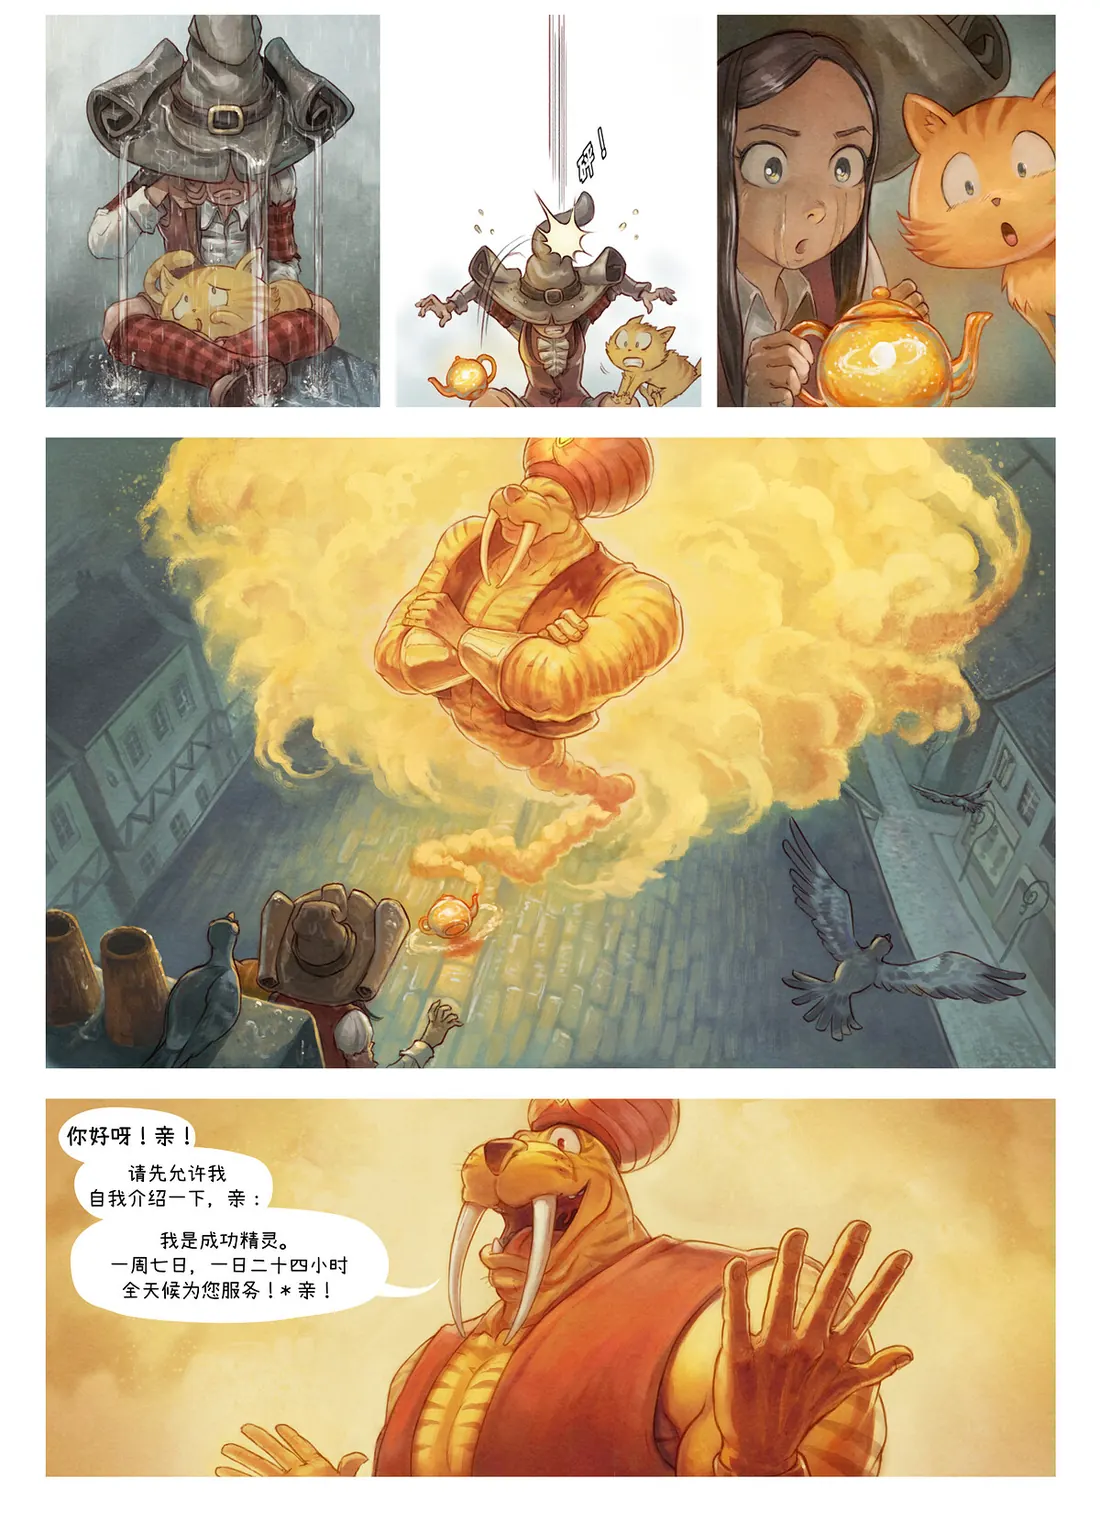 砰！
你好呀！亲！
请先允许我
自我介绍一下，亲：
我是成功精灵。
一周七日，一日二十四小时
全天候为您服务！* 亲！